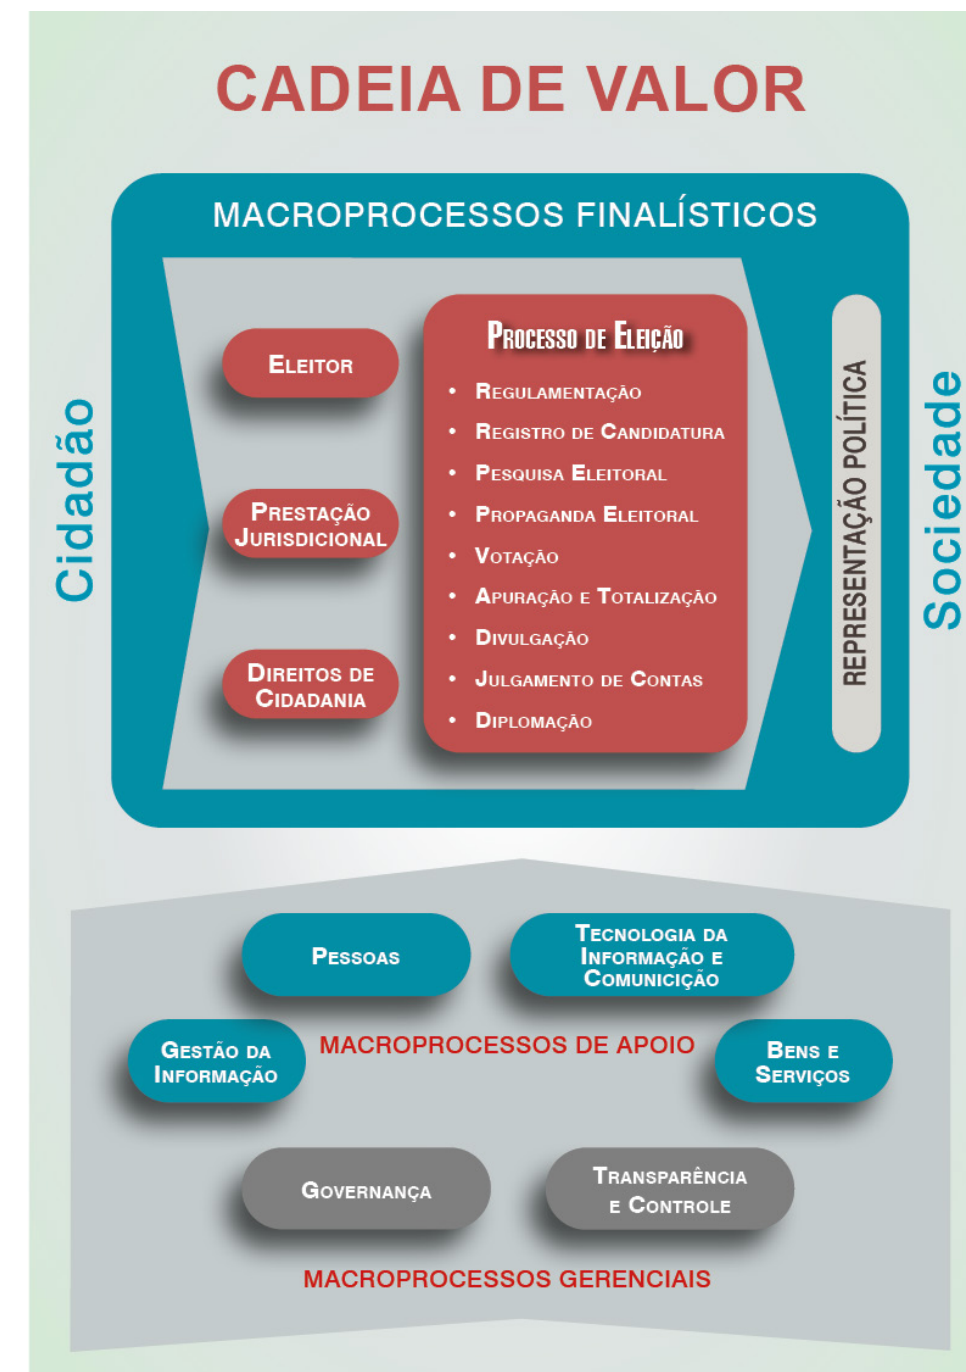 CADEIA DE VALOR
MACROPROCESSOS FINALÍSTICOS
Cidadão
ELEITOR
PRESTAÇÃO
JURISDICIONAL
DIREITOS DE
CIDADANIA
PROCESSO DE ELEIÇÃO
• REGULAMENTAÇÃO
• REGISTRO DE CANDIDATURA
• PESQUISA ELEITORAL
• PROPAGANDA ELEITORAL
• VOTAÇÃO
• APURAÇÃO E TOTALIZAÇÃO
• DIVULGAÇÃO
• JULGAMENTO DE CONTAS
• DIPLOMAÇÃO
REPRESENTAÇÃO POLÍTICA
Sociedade
PESSOAS
TECNOLOGIA DA
INFORMAÇÃO E
COMUNICIÇÃO
GESTÃO DA
INFORMAÇÃO
MACROPROCESSOS DE APOIO
BENS E
SERVIÇOS
GOVERNANÇA
TRANSPARÊNCIA
E CONTROLE
MACROPROCESSOS GERENCIAIS